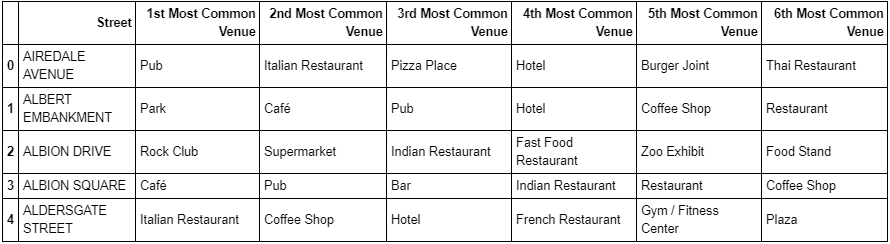 Street 1st Most Common Venue 2nd Most Common Venue 3rd Most Common Venue 4th Most Common Venue 5th Most Common Venue 6th Most Common Venue
0 AIREDALE AVENUE Pub Italian Restaurant Pizza Place Hotel Burger Joint Thai Restaurant
1 ALBERT EMBANKMENT Park Café Pub Hotel Coffee Shop Restaurant
2 ALBION DRIVE Rock Club Supermarket Indian Restaurant Fast Food Restaurant Zoo Exhibit Food Stand
3 ALBION SQUARE Café Pub Bar Indian Restaurant Restaurant Coffee Shop
4 ALDERSGATE STREET Italian Restaurant Coffee Shop Hotel French Restaurant Gym / Fitness Center Plaza